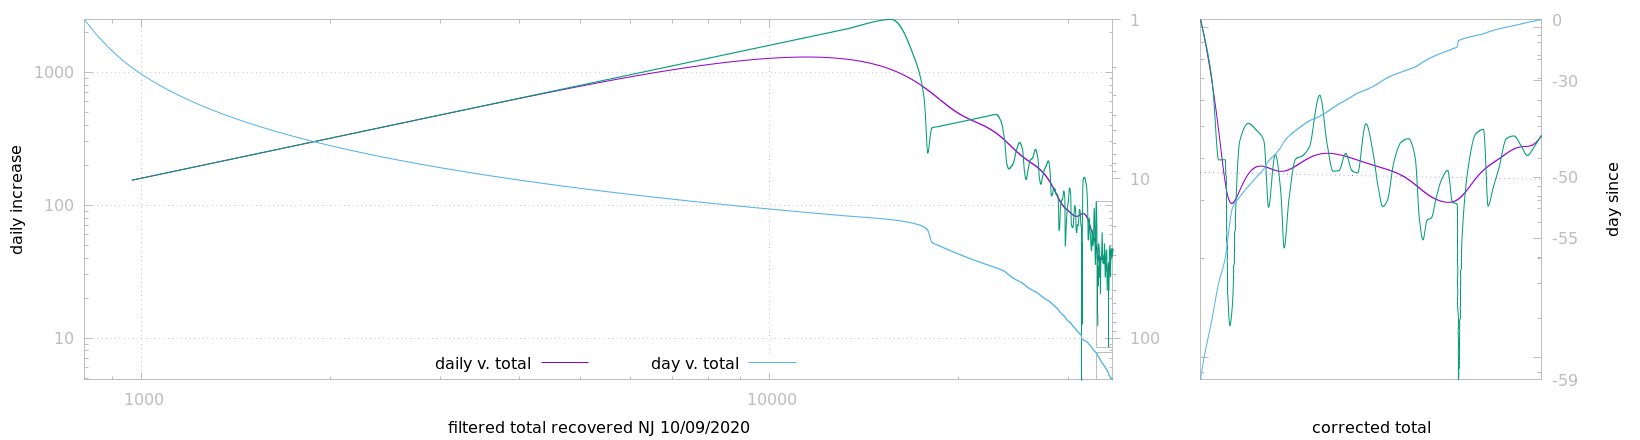 1000
100
10
daily increase
1
10
100
daily v. total
day v. total
1000
10000
filtered total recovered NJ 10/09/2020
0
-30
-50
-55
-59
day since
corrected total